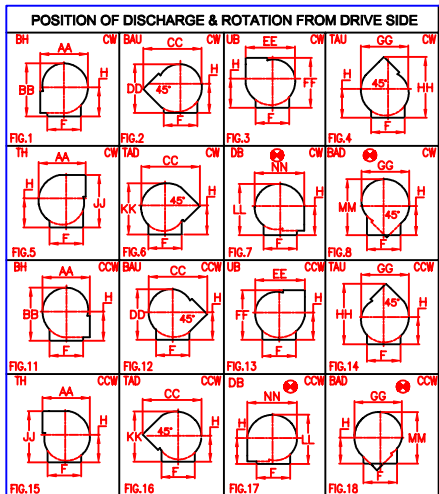 POSITION OF DISCHARGE & ROTATION FROM DRIVE SIDE
BH CW
AA
BB
H
F
FIG.1
BAU CW
CC
DD
45°
H
F
FIG.2
UB CW
EE
FF
H
F
FIG.3
TAU CW
GG
H
45°
HH
F
FIG.4
TH CW
AA
H
JJ
F
FIG.5
TAD CW
CC
KK
45°
H
F
FIG.6
DB CW
NN
LL
H
F
FIG.7
BAD CW
GG
MM
H
45°
F
FIG.8
BH CCW
AA
BB
H
F
FIG.11
BAU CCW
CC
DD
45°
H
F
FIG.12
UB CCW
EE
FF
H
F
FIG.13
TAU CCW
GG
HH
45°
H
F
FIG.14
TH CCW
AA
JJ
H
F
FIG.15
TAD CCW
CC
KK
45°
H
F
FIG.16
DB CCW
NN
H
LL
F
FIG.17
BAD CCW
GG
H
MM
45°
F
FIG.18